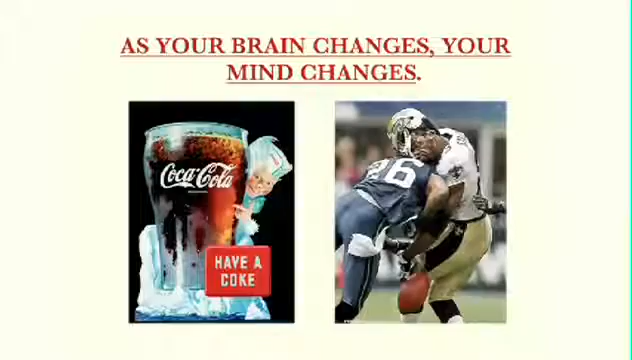 AS YOUR BRAIN CHANGES, YOUR
MIND CHANGES.
Coca-Cola
HAVE A
COKE
26